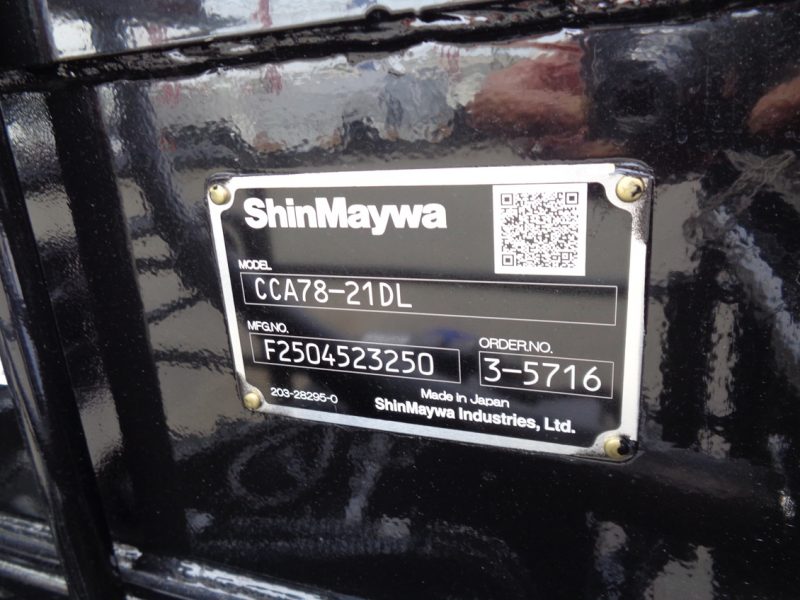 ShinMaywa
MODEL
CCA78-21DL
MFG.NO.
F2504523250
ORDER.NO.
3-5716
203-28295-0
Made in Japan
ShinMaywa Industries, Ltd.